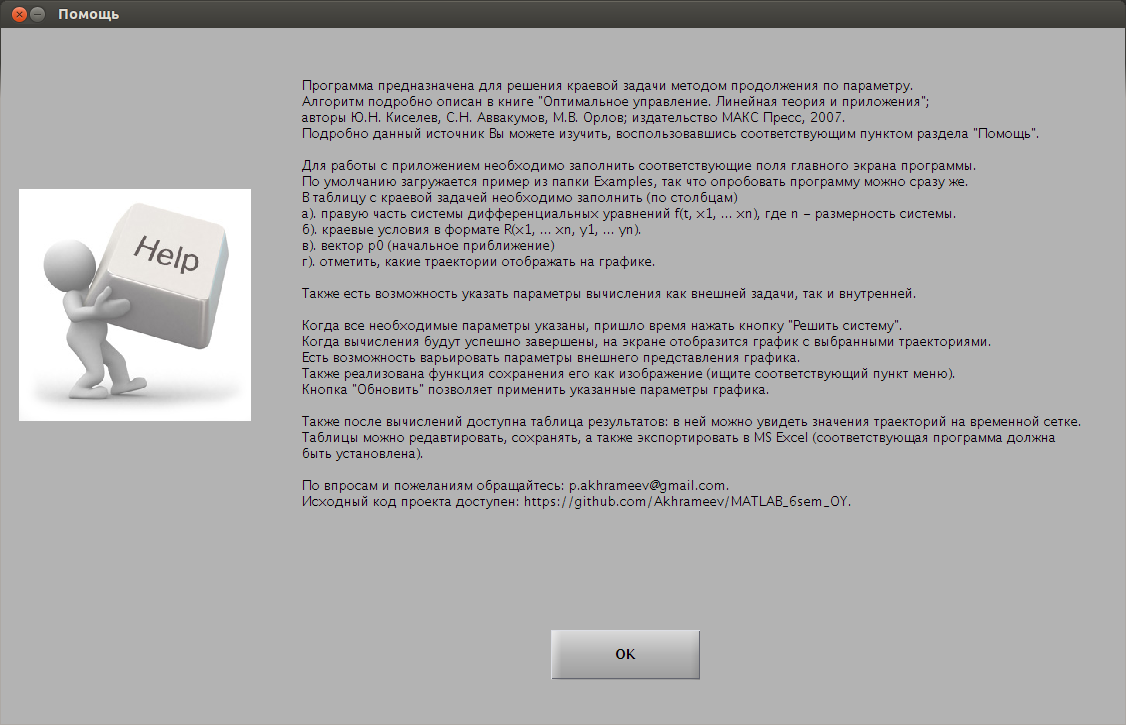 Помощь
Программа предназначена для решения краевой задачи методом продолжения по параметру.
Алгоритм подробно описан в книге "Оптимальное управление. Линейная теория и приложения";
авторы Ю.Н. Киселев, С.Н. Аввакумов, М.В. Орлов; издательство МАКС Пресс, 2007.
Подробно данный источник Вы можете изучить, воспользовавшись соответствующим пунктом раздела "Помощь".
Для работы с приложением необходимо заполнить соответствующие поля главного экрана программы.
По умолчанию загружается пример из папки Examples, так что опробовать программу можно сразу же.
В таблицу с краевой задачей необходимо заполнить (по столбцам)
а). правую часть системы дифференциальных уравнений f(t, x1, ... xn), где n – размерность системы.
б). краевые условия в формате R(x1, ... xn, y1, ... yn).
в). вектор p0 (начальное приближение)
г). отметить, какие траектории отображать на графике.
Также есть возможность указать параметры вычисления как внешней задачи, так и внутренней.
Когда все необходимые параметры указаны, пришло время нажать кнопку "Решить систему".
Когда вычисления будут успешно завершены, на экране отобразится график с выбранными траекториями.
Есть возможность варьировать параметры внешнего представления графика.
Также реализована функция сохранения его как изображение (ищите соответствующий пункт меню).
Кнопка "Обновить" позволяет применить указанные параметры графика.
Также после вычислений доступна таблица результатов: в ней можно увидеть значения траекторий на временной сетке.
Таблицы можно редавтировать, сохранять, а также экспортировать в MS Excel (соответствующая программа должна
быть установлена).
По впросам и пожеланиям обращайтесь: p.akhrameev@gmail.com.
Исходный код проекта доступен: https://github.com/Akhrameev/MATLAB_6sem_OY.
Help
OK